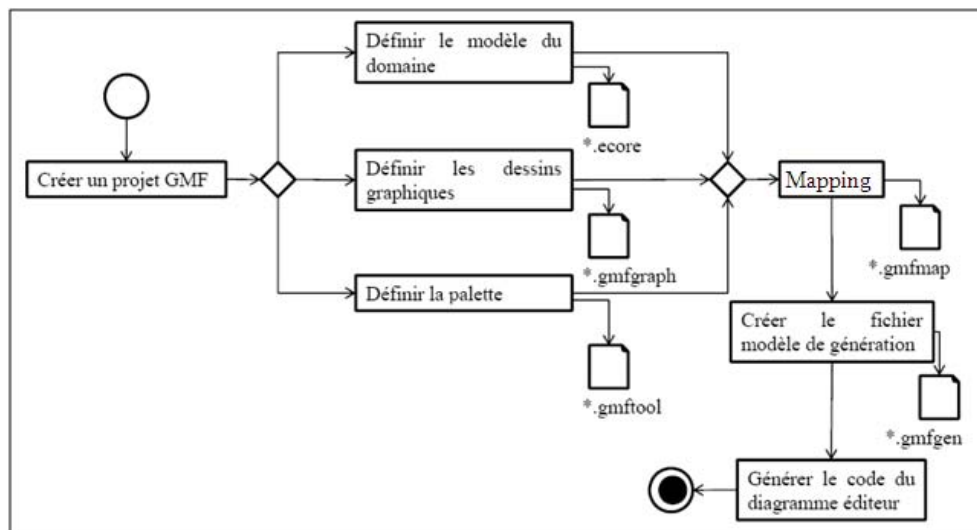 Définir le modèle du
domaine
*.ecore
Créer un projet GMF
Définir les dessins
graphiques
*.gmfgraph
Mapping
*.gmfmap
Définir la palette
*.gmftool
Créer le fichier
modèle de génération
*.gmfgen
Générer le code du
diagramme éditeur